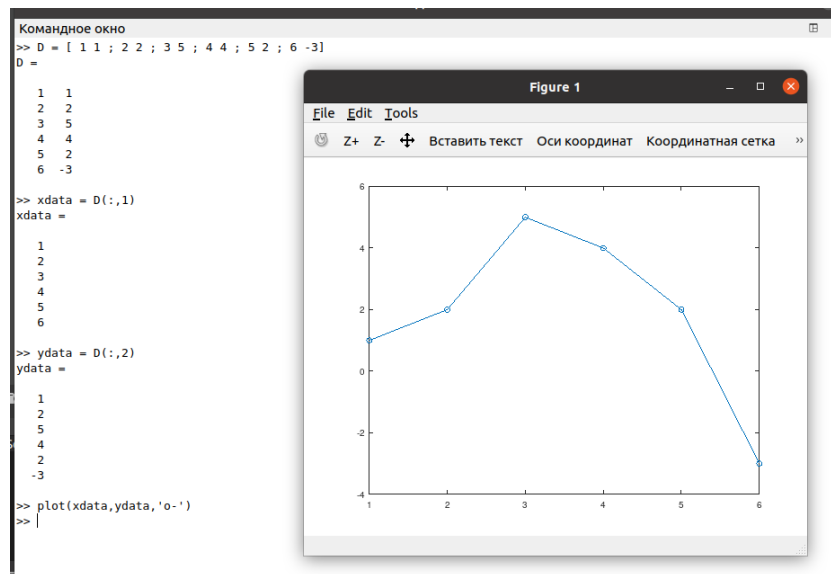 Командное окно
>> D = [ 1 1 ; 2 2 ; 3 5 ; 4 4 ; 5 2 ; 6 -3]
D =
1 1
2 2
3 5
4 4
5 2
6 -3
>> xdata = D(:,1)
xdata =
1
2
3
4
5
6
>> ydata = D(:,2)
ydata =
1
2
5
4
2
-3
>> plot(xdata,ydata,'o-')
>>
Figure 1
File Edit Tools
Z+ Z- Вставить текст Оси координат Координатная сетка »
6
4
2
0
-2
-4
1 2 3 4 5 6